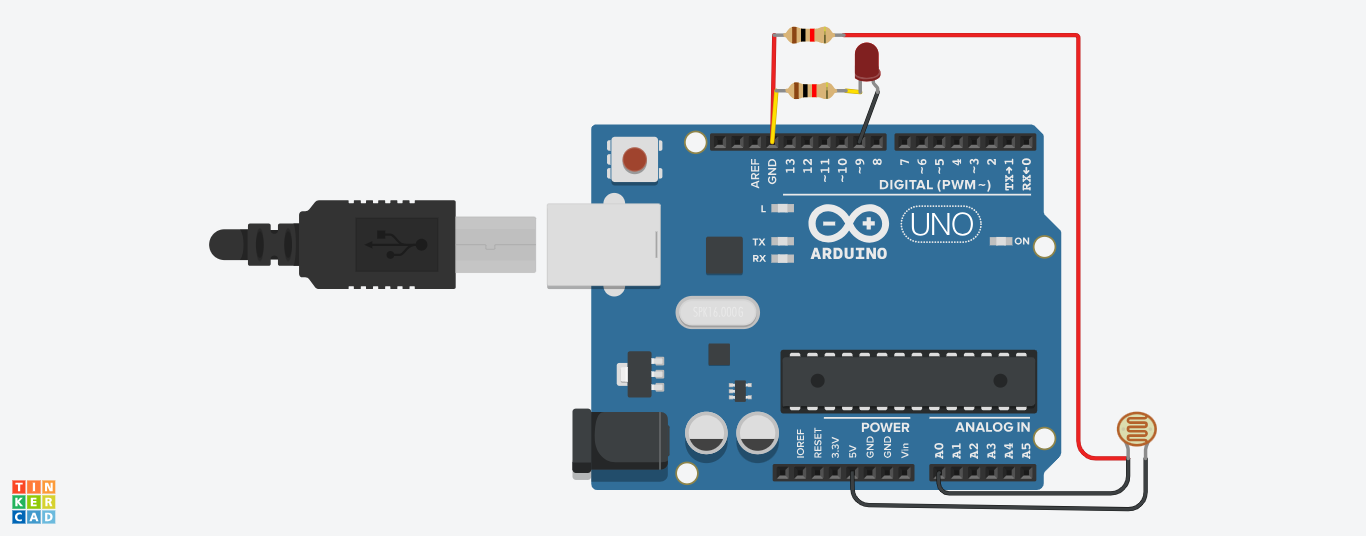 AREF
GND
13
12
~11
~10
~9
8
7
~6
~5
4
~3
2
TX→1
RX←0
DIGITAL (PWM~)
L
TX
RX
ARDUINO
UNO
ON
SPK16.000G
POWER
ANALOG IN
IOREF
RESET
3.3V
5V
GND
GND
Vin
A0
A1
A2
A3
A4
A5
TIN
KER
CAD